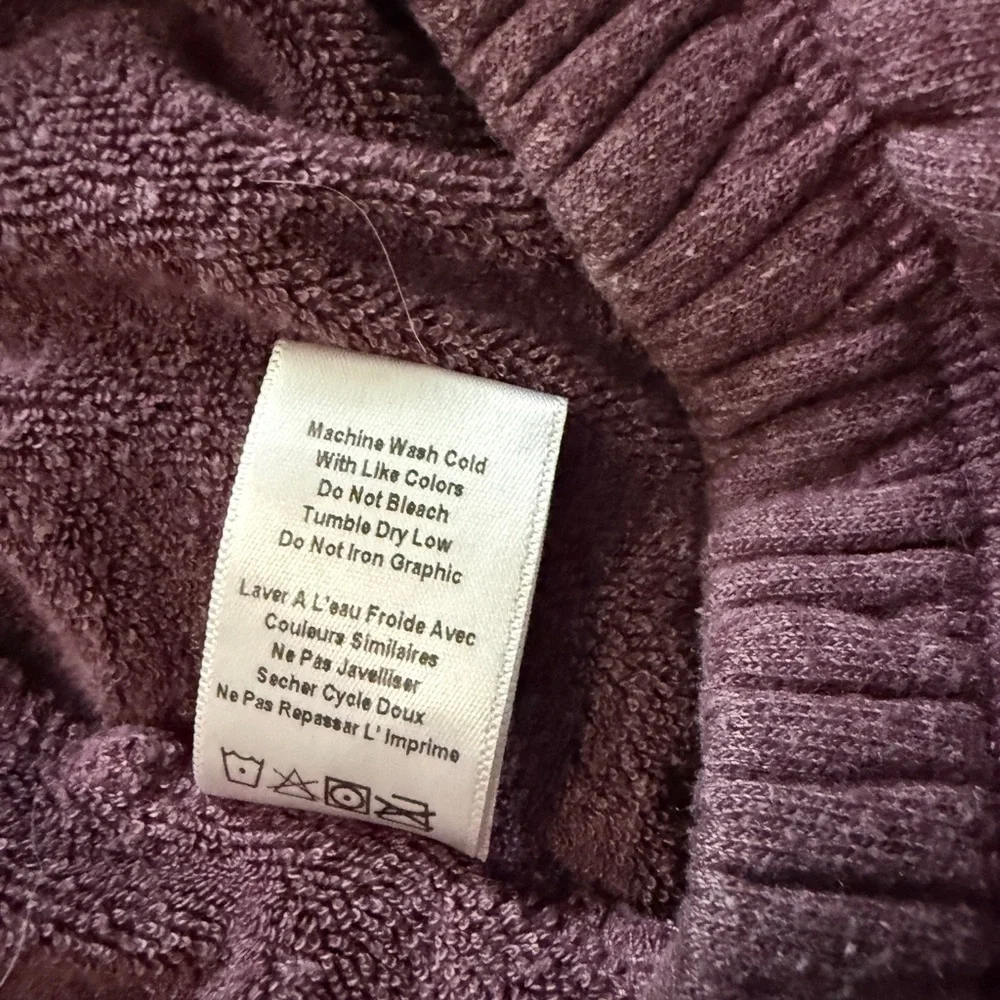 Machine Wash Cold
With Like Colors
Do Not Bleach
Tumble Dry Low
Do Not Iron Graphic
Laver A L'eau Froide Avec
Couleurs Similaires
Ne Pas Javelliser
Secher Cycle Doux
Ne Pas Repassar L' Imprime